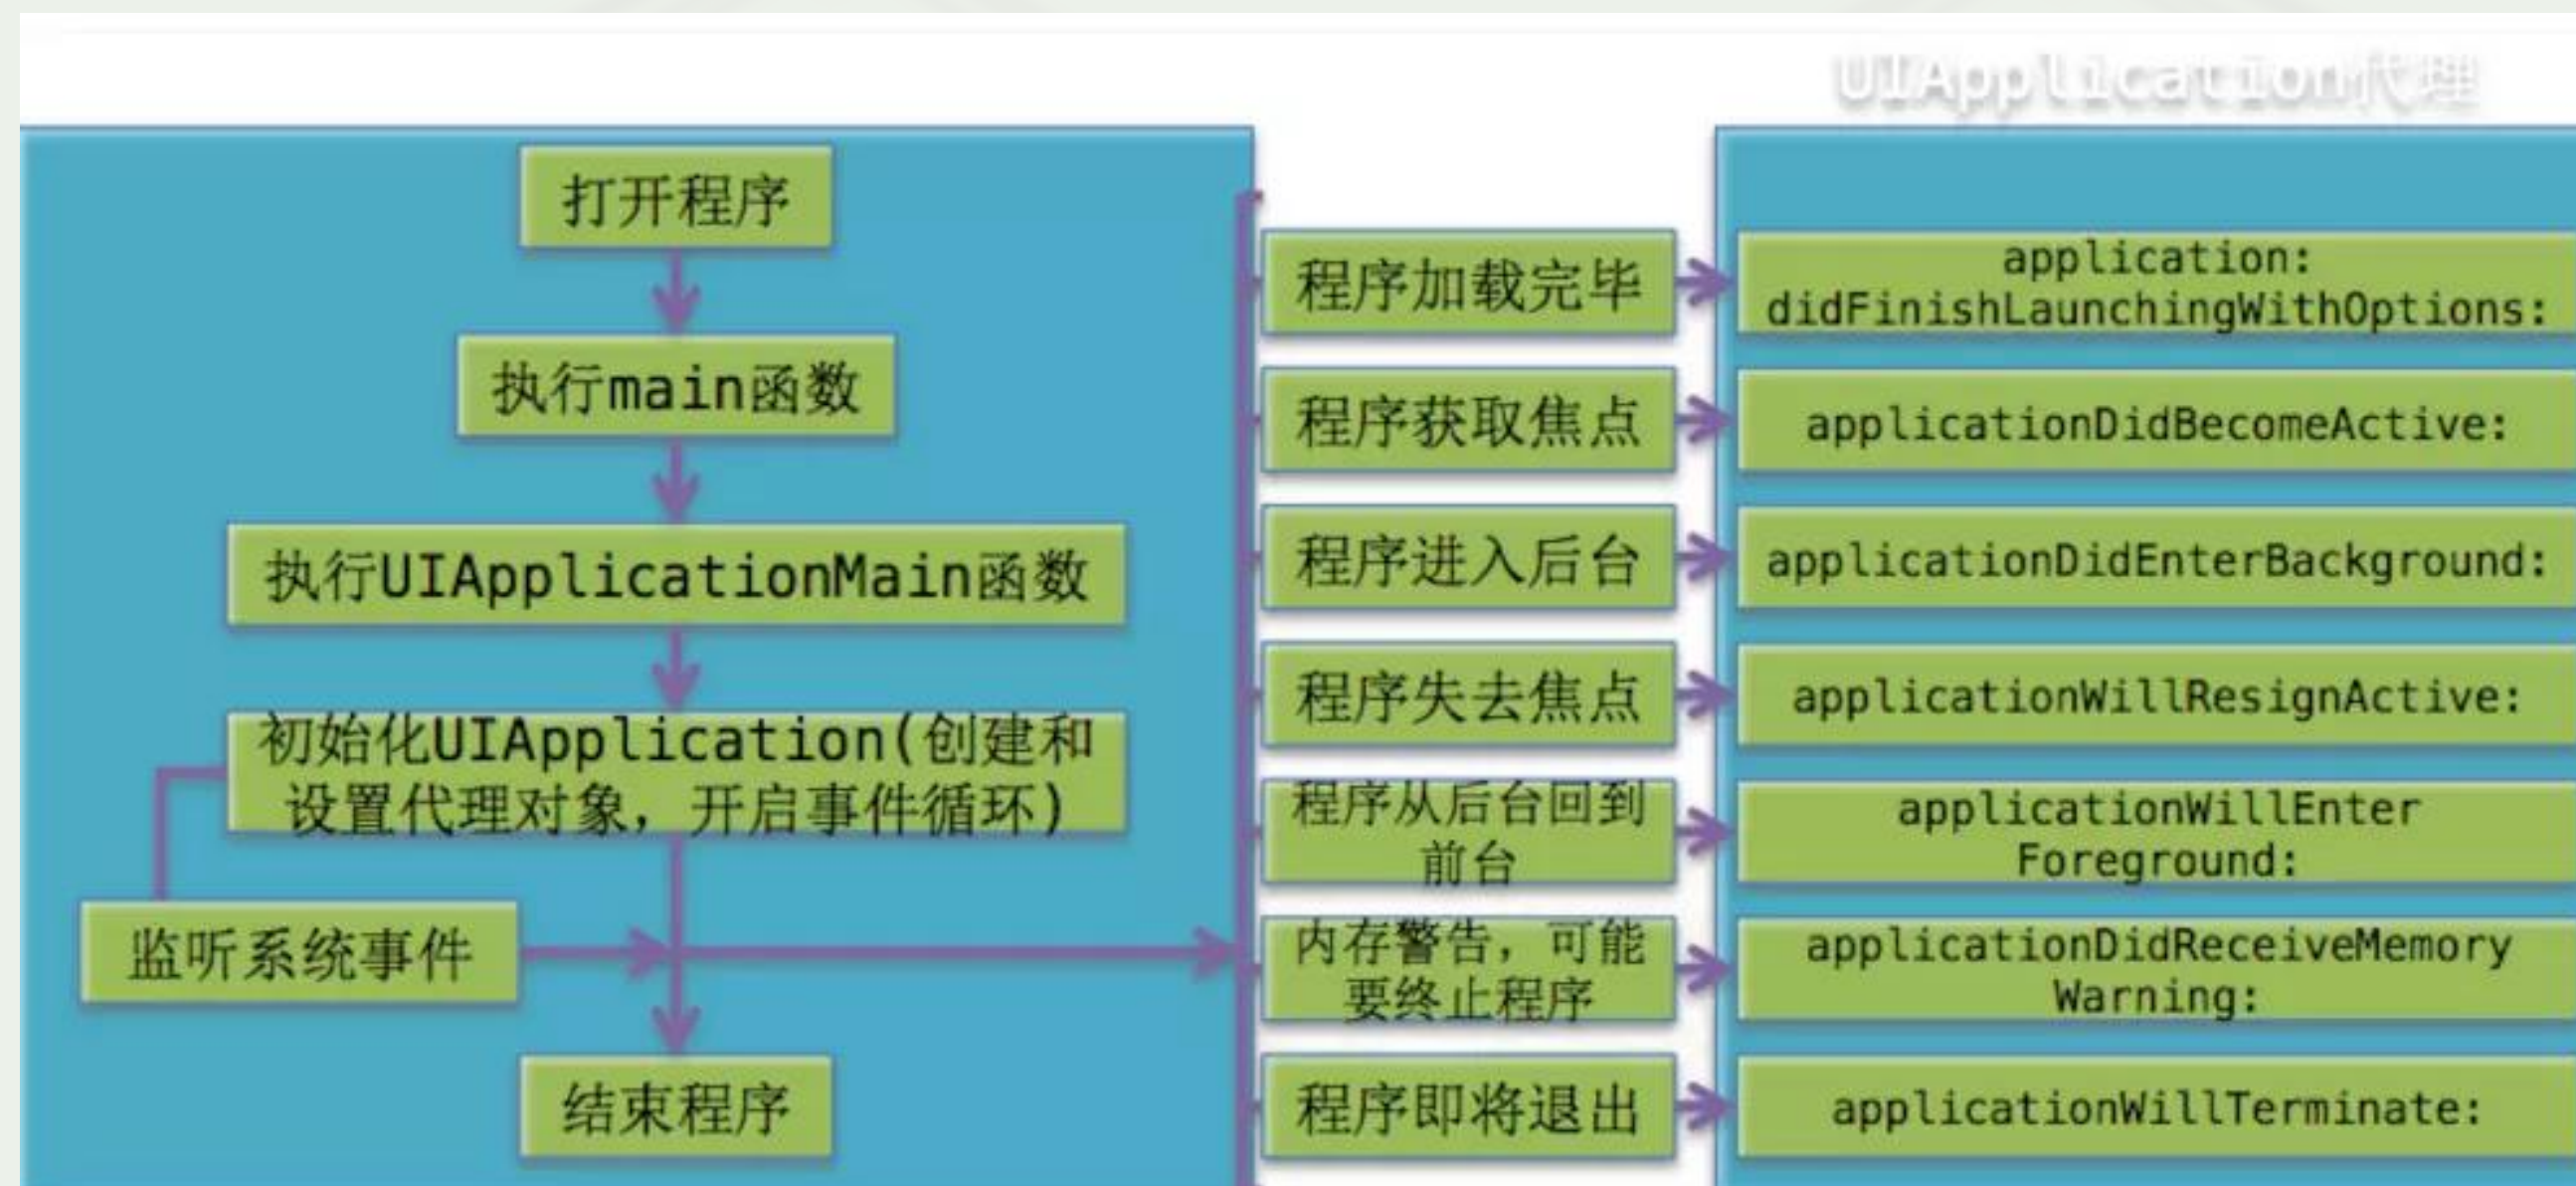 UIApplication代理
打开程序
执行main函数
执行UIApplicationMain函数
初始化UIApplication(创建和
设置代理对象，开启事件循环)
监听系统事件
结束程序
程序加载完毕
application:
didFinishLaunchingWithOptions:
程序获取焦点
applicationDidBecomeActive:
程序进入后台
applicationDidEnterBackground:
程序失去焦点
applicationWillResignActive:
程序从后台回到
前台
applicationWillEnter
Foreground:
内存警告，可能
要终止程序
applicationDidReceiveMemory
Warning:
程序即将退出
applicationWillTerminate: